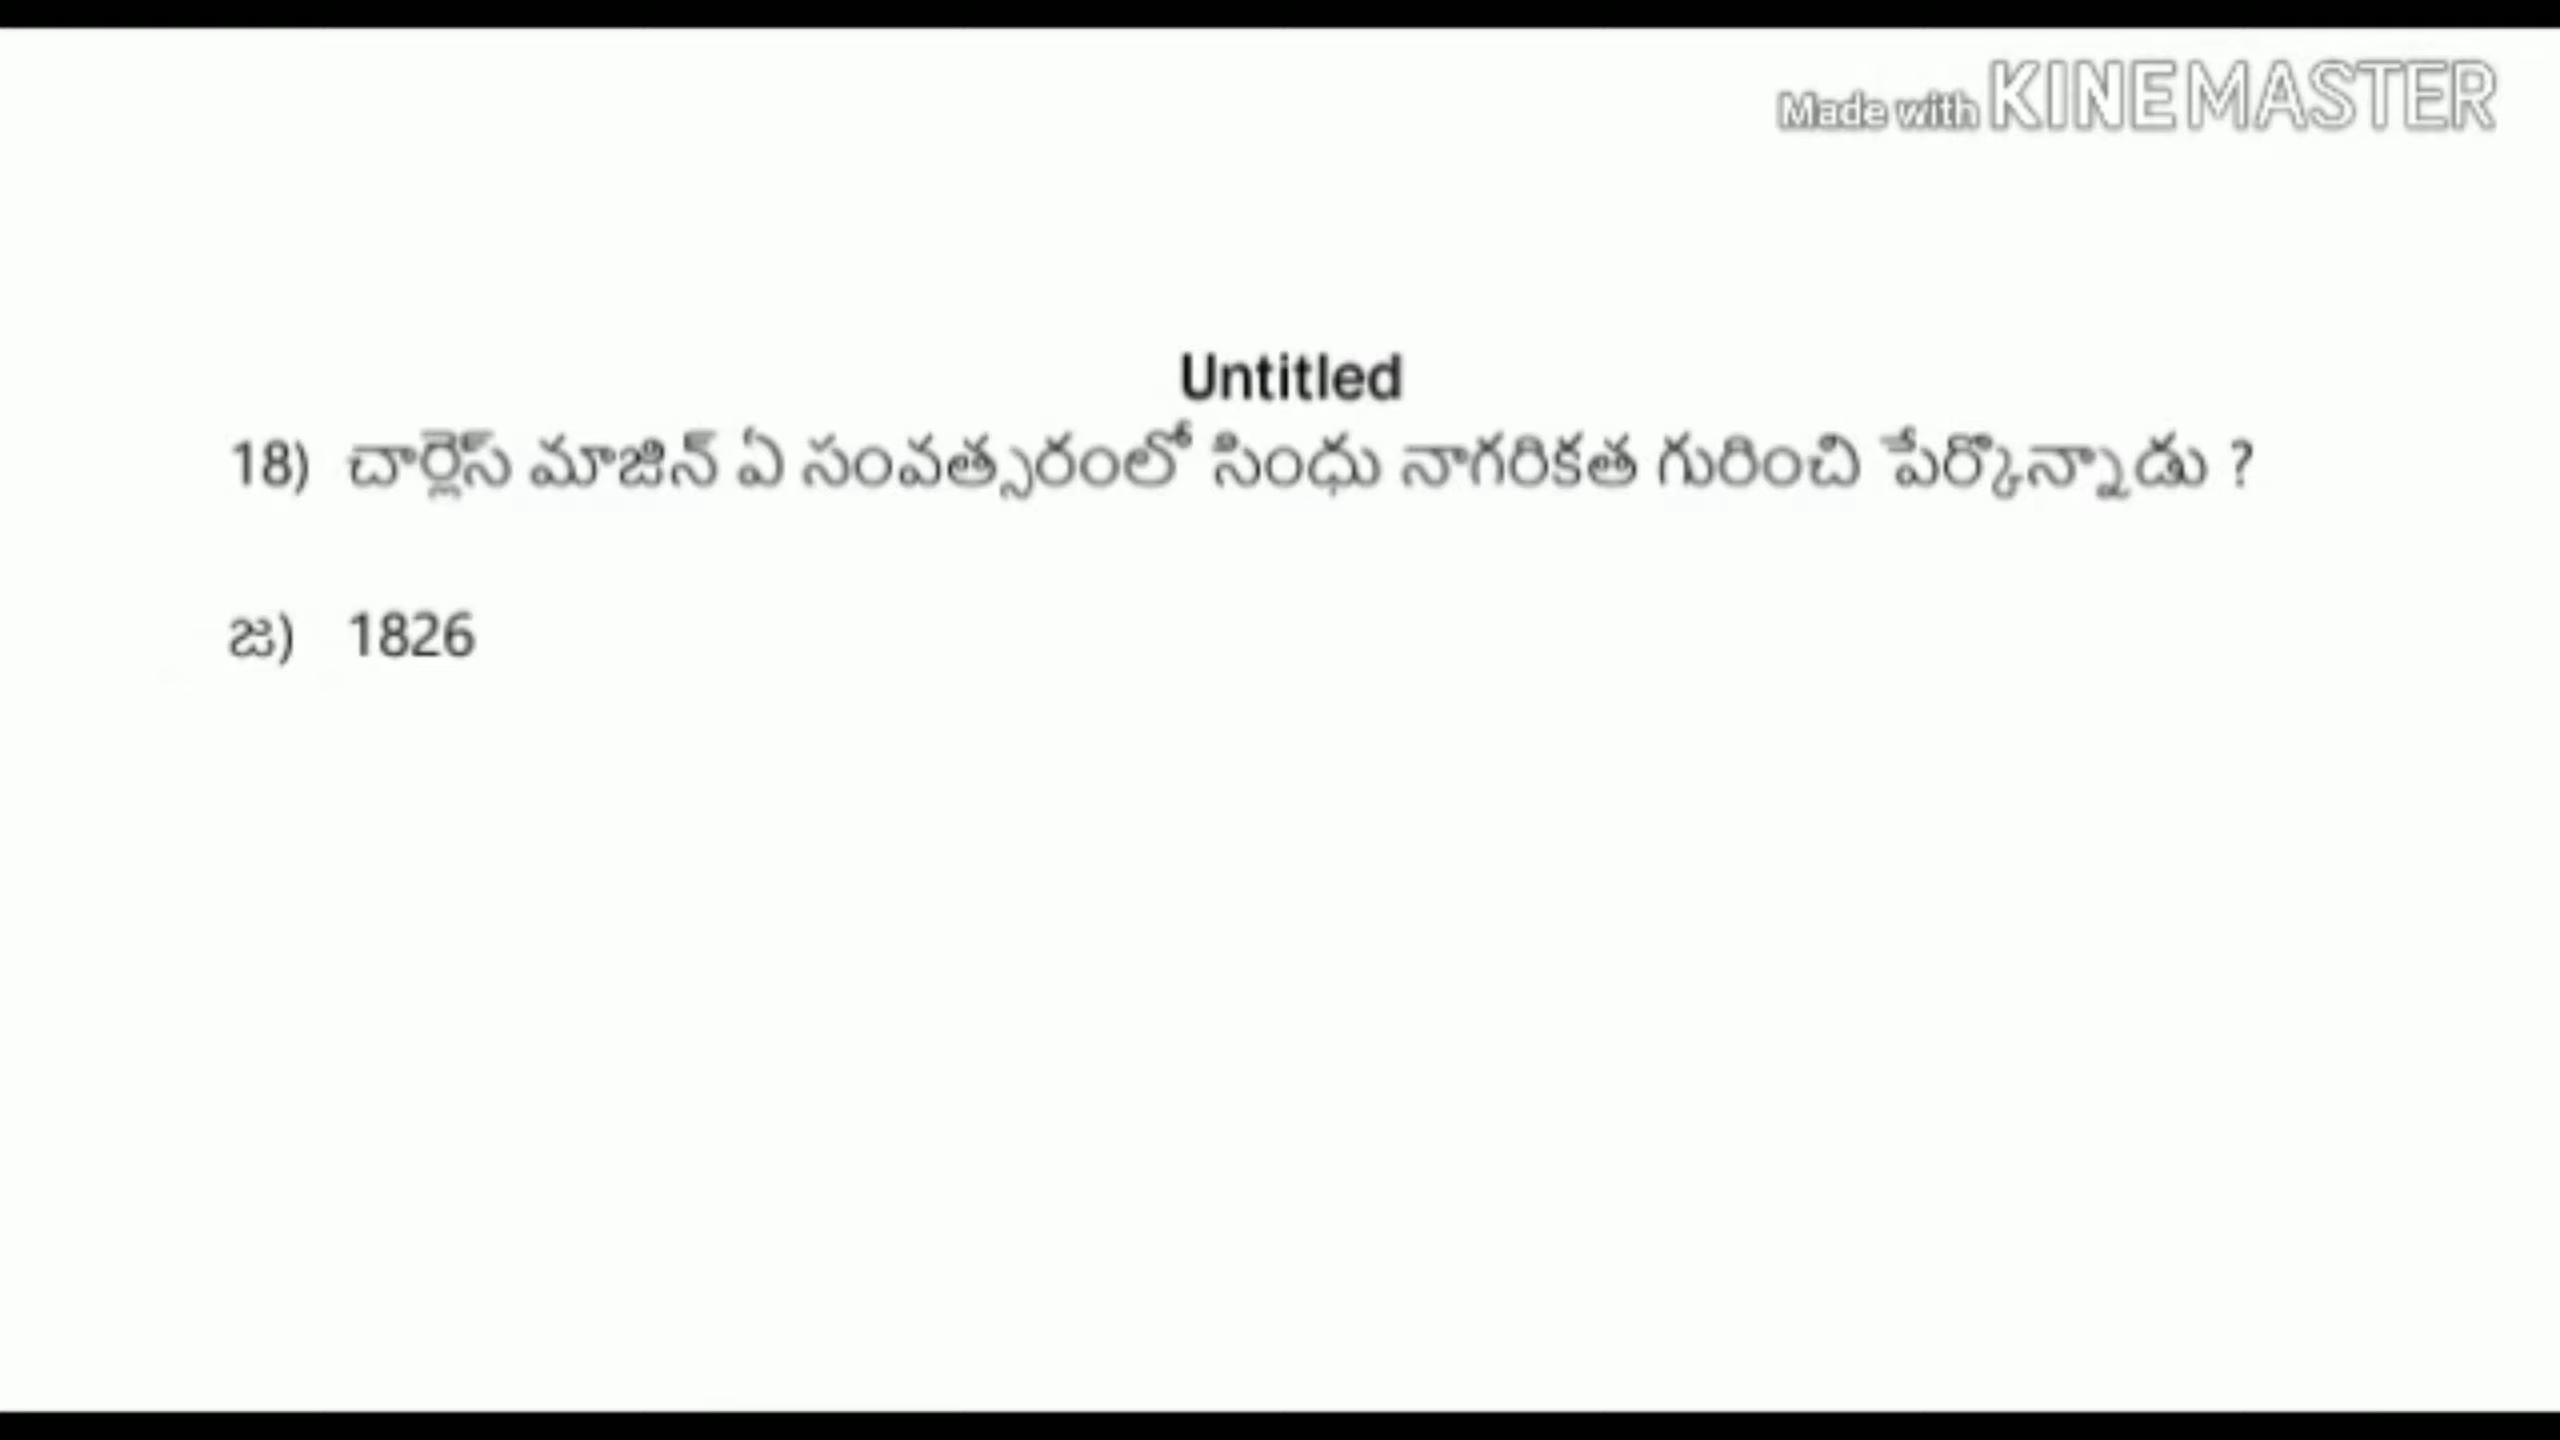 Made with KINEMASTER
Untitled
18) చార్లెస్ మాజిన్ ఏ సంవత్సరంలో సింధు నాగరికత గురించి పేర్కొన్నాడు ?
జ) 1826